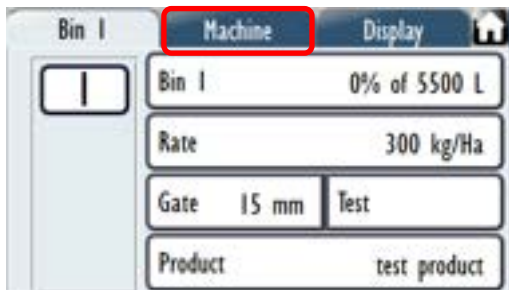 Bin 1 Machine Display
1
Bin 1 0% of 5500 L
Rate 300 kg/Ha
Gate 15 mm Test
Product test product